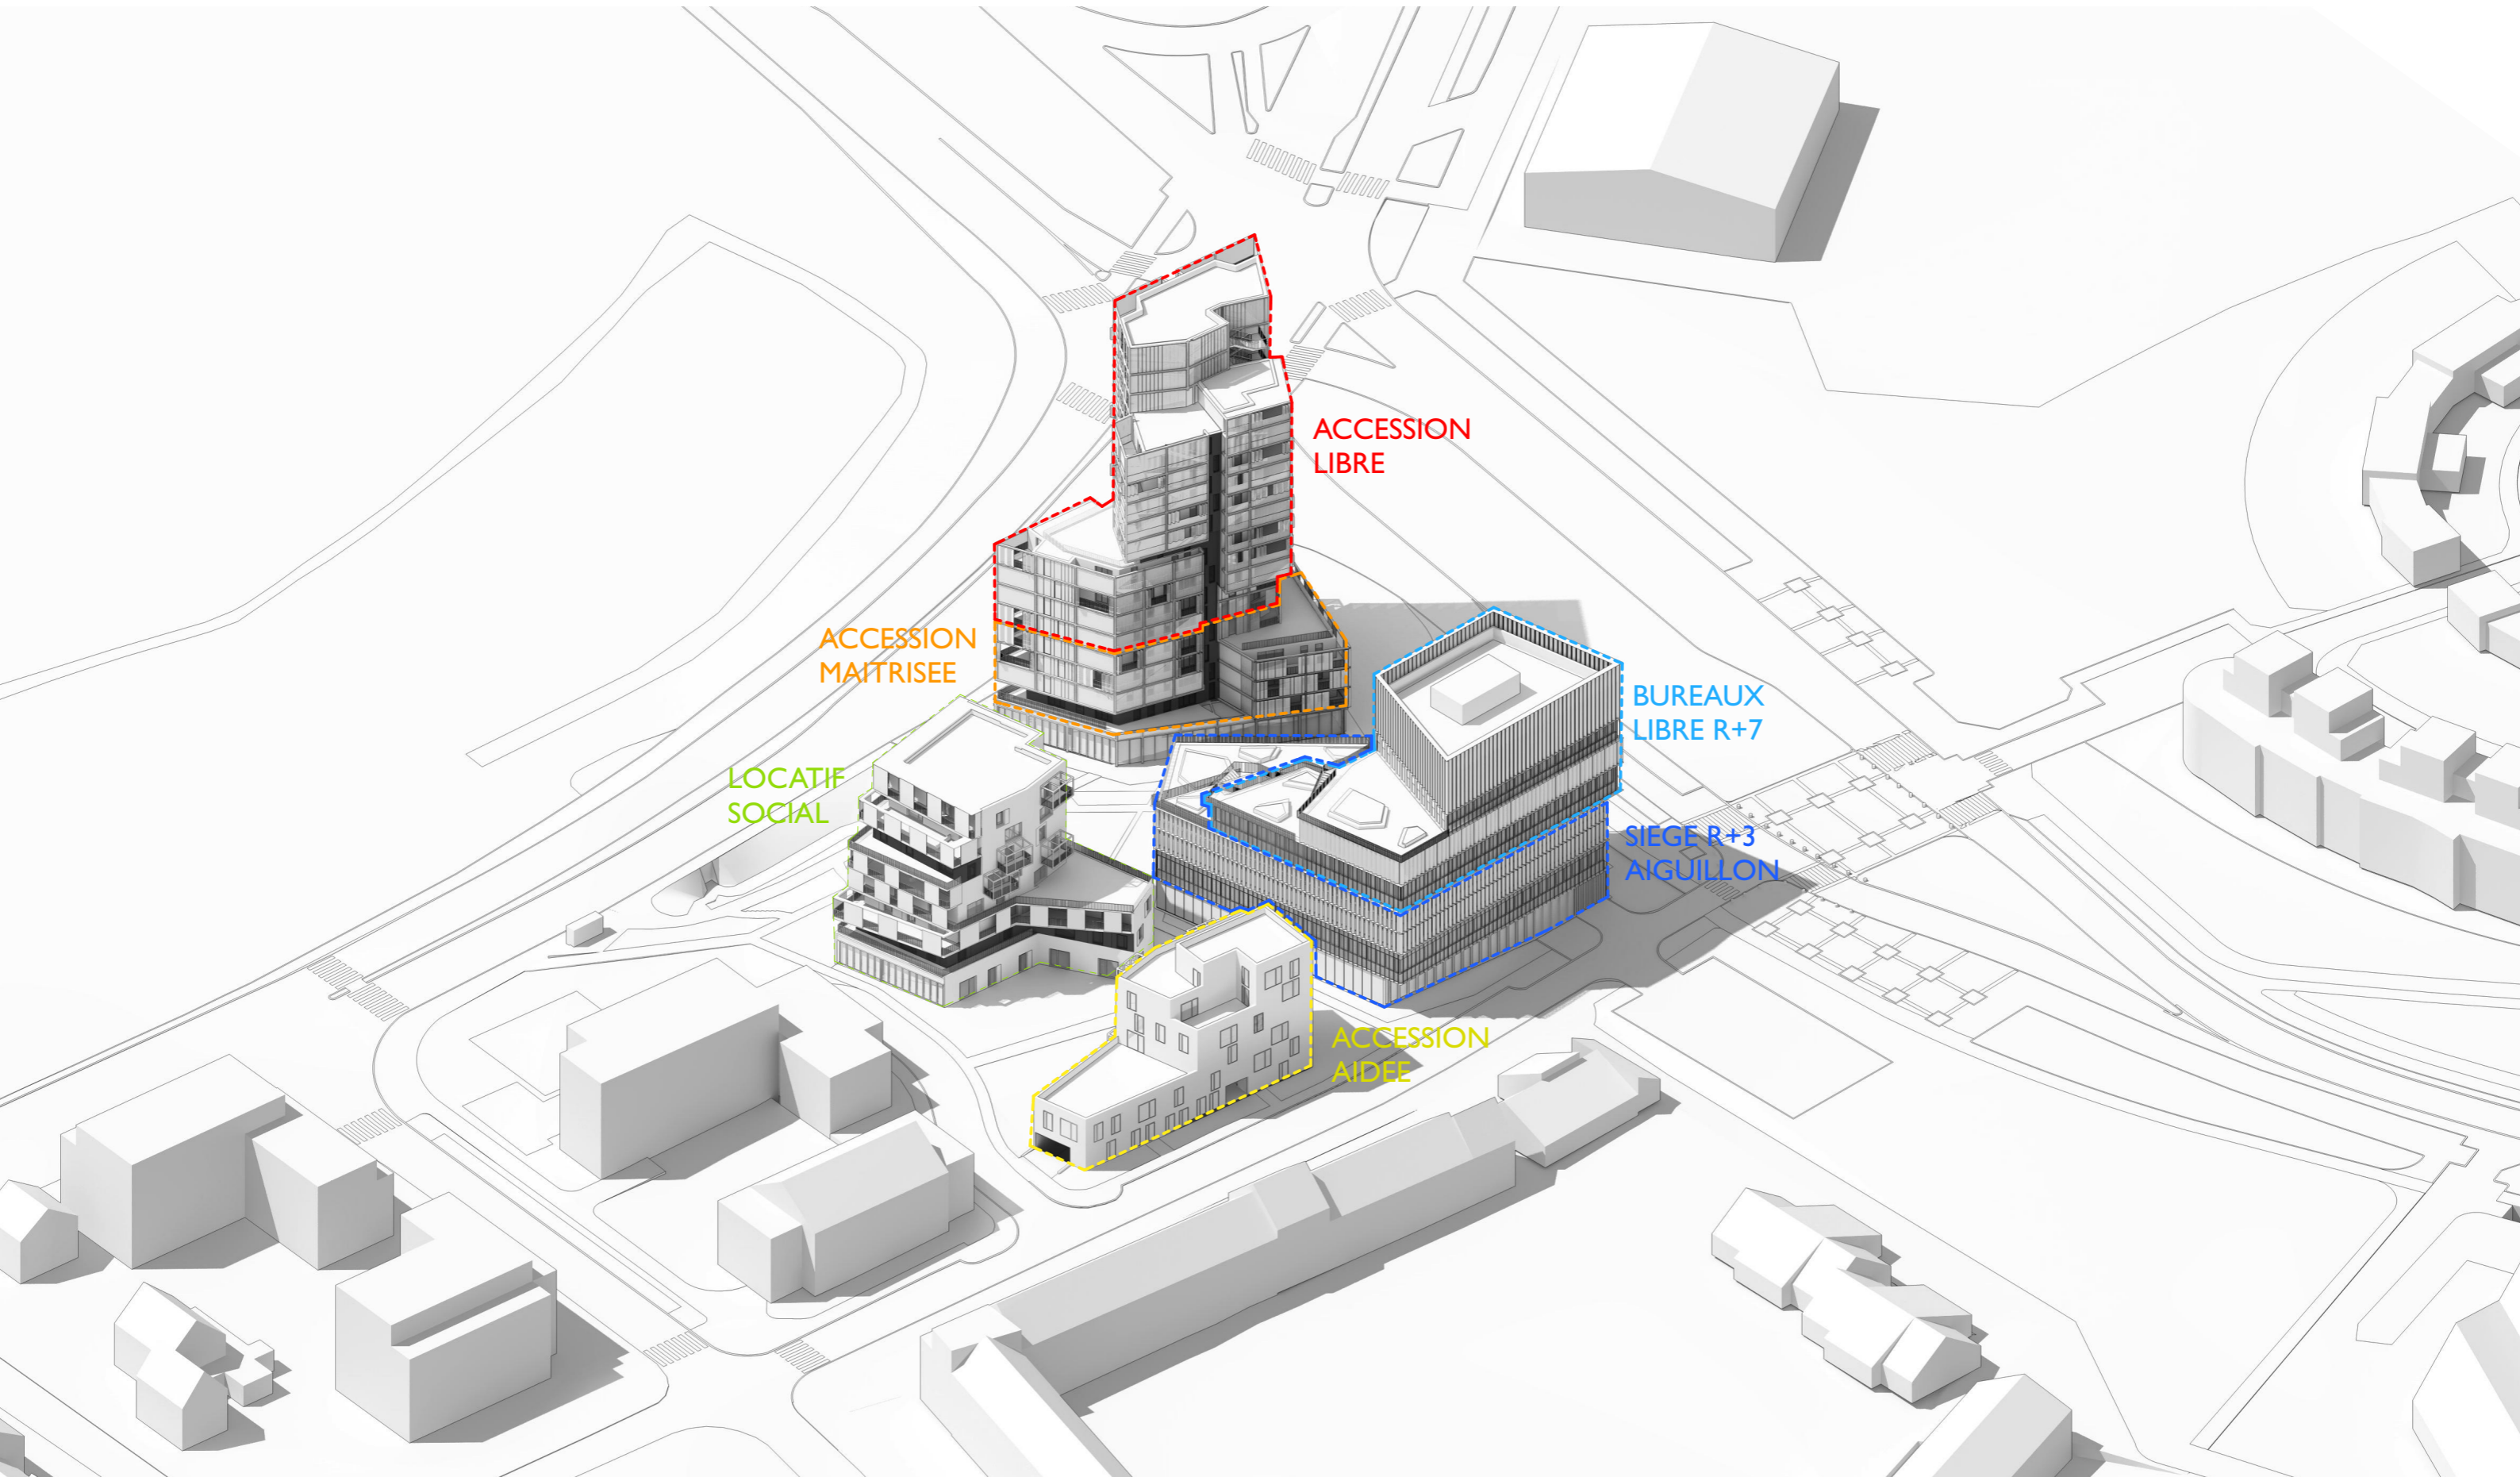 ACCESSION
LIBRE
ACCESSION
MAITRISEE
BUREAUX
LIBRE R+7
LOCATIF
SOCIAL
SIEGE R+3
AIGUILLON
ACCESSION
AIDEE